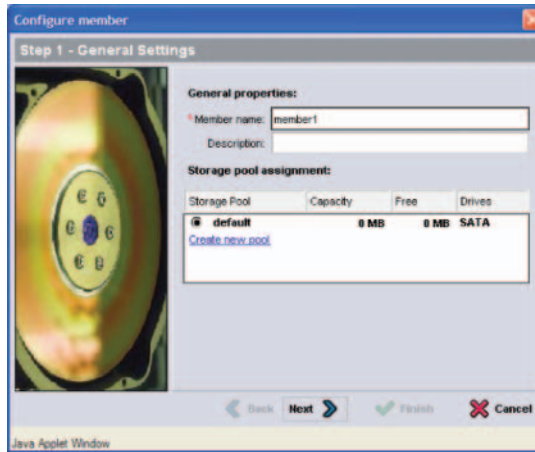 Configure member
Step 1 - General Settings
General properties:
* Member name: member1
Description:
Storage pool assignment:
Storage Pool Capacity Free Drives
default 0 MB 0 MB SATA
Create new pool
Back Next Finish Cancel
Java Applet Window